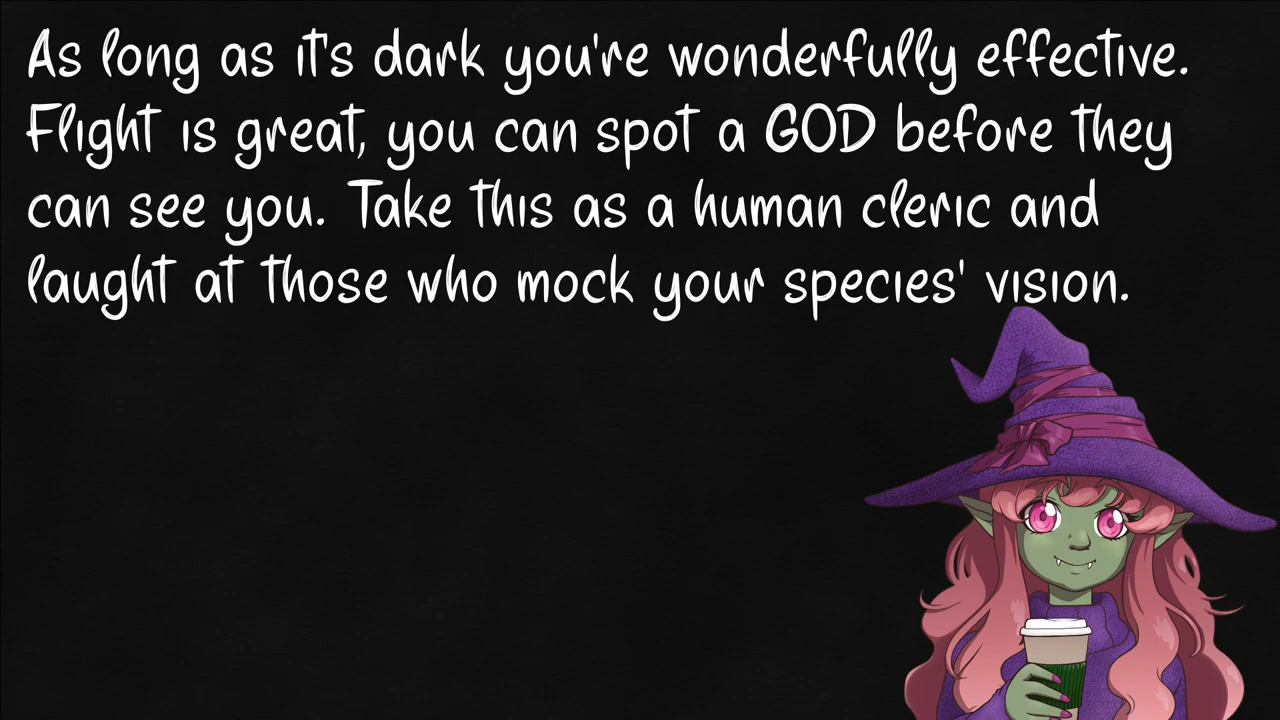 As long as it's dark you're wonderfully effective.
Flight is great, you can spot a GOD before they
can see you. Take this as a human cleric and
laught at those who mock your species' vision.